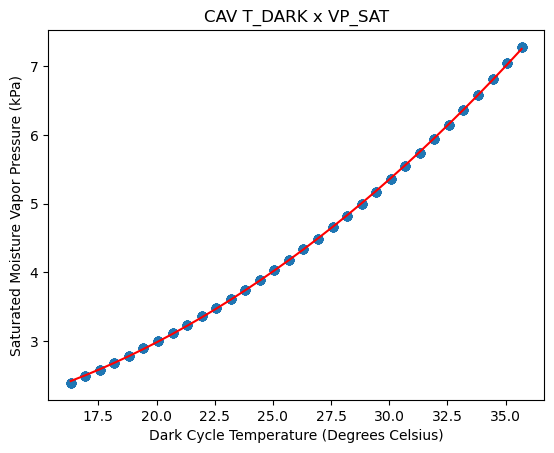 CAV T_DARK x VP_SAT
Saturated Moisture Vapor Pressure (kPa)
7
6
5
4
3
17.5 20.0 22.5 25.0 27.5 30.0 32.5 35.0
Dark Cycle Temperature (Degrees Celsius)